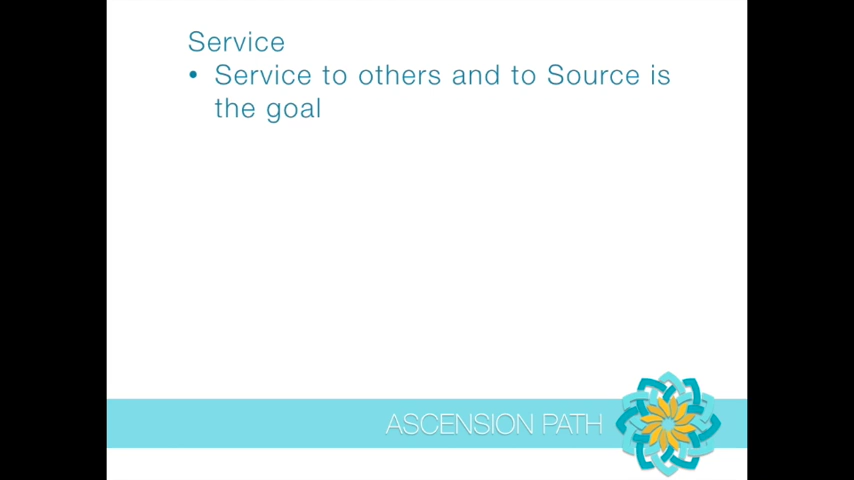 Service
• Service to others and to Source is
the goal
ASCENSION PATH